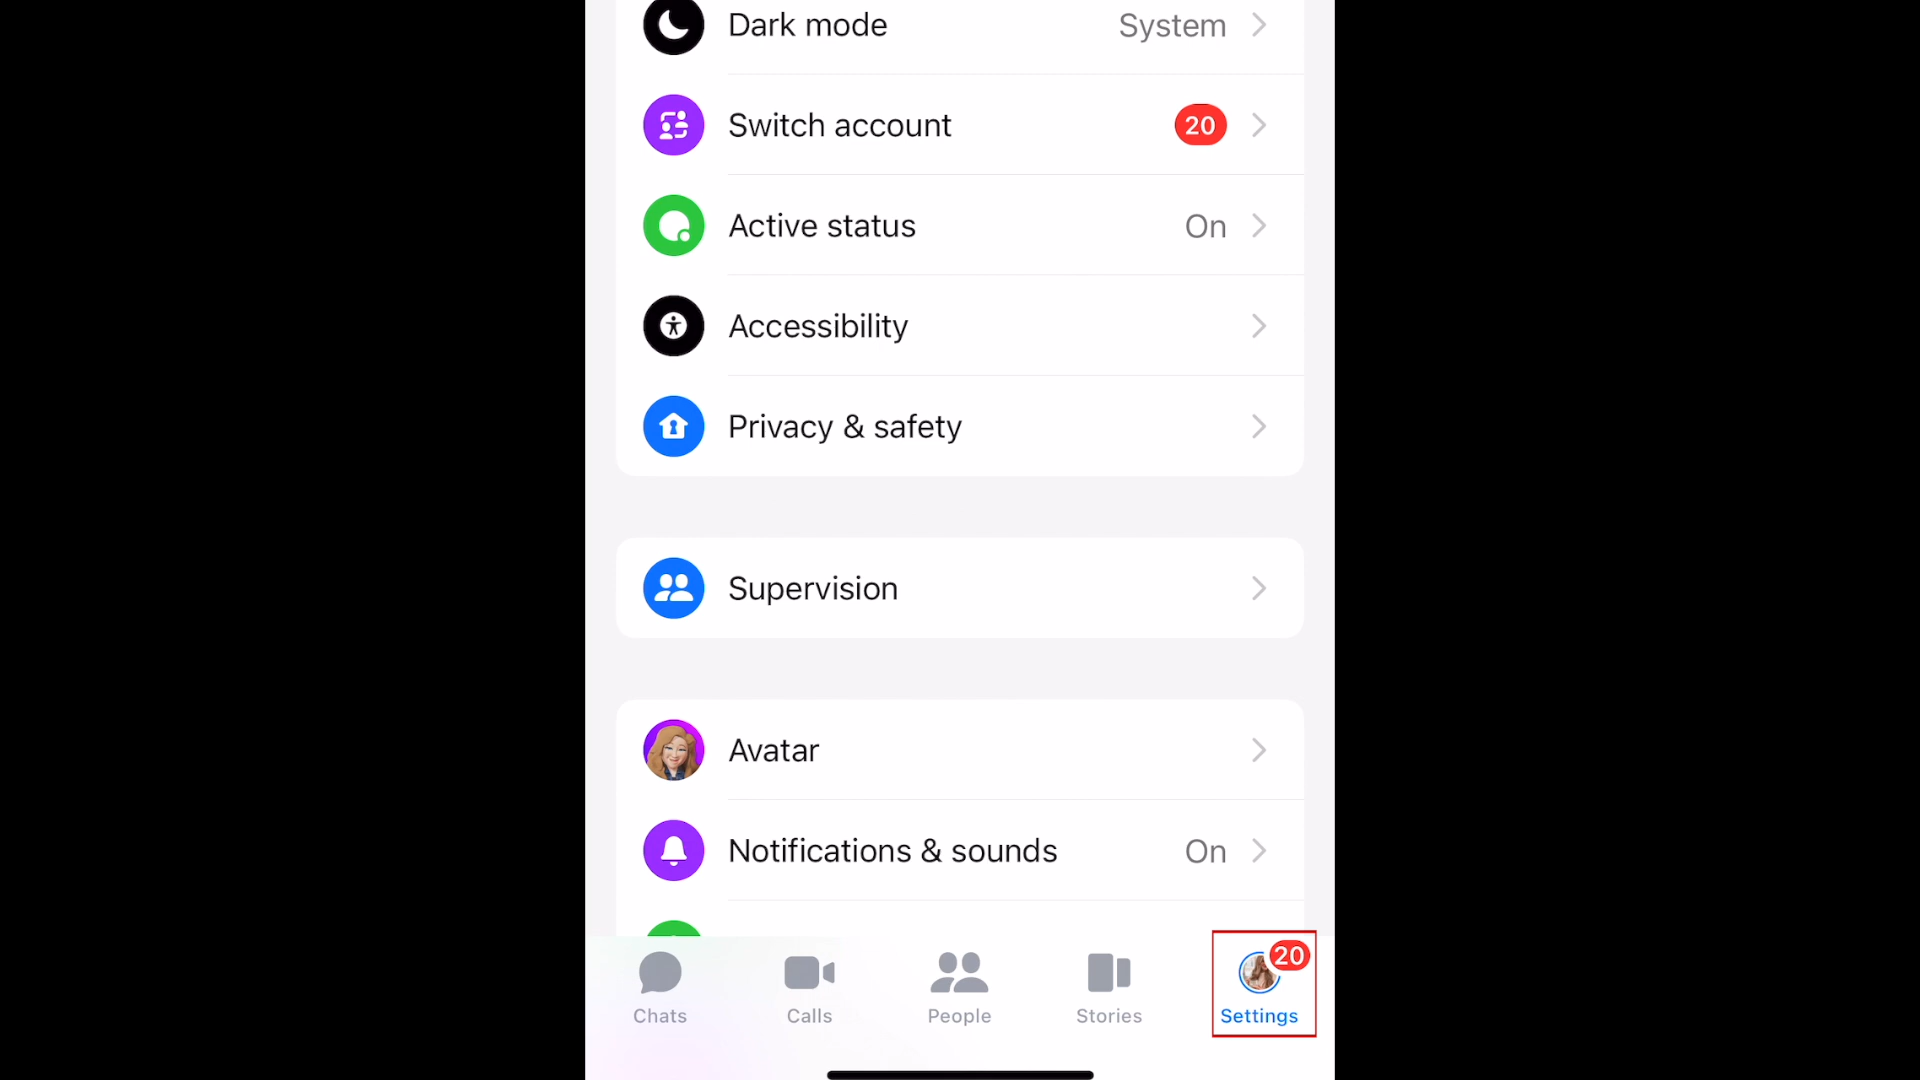 Dark mode System
Switch account 20
Active status On
Accessibility
Privacy & safety
Supervision
Avatar
Notifications & sounds On
20
Chats Calls People Stories Settings